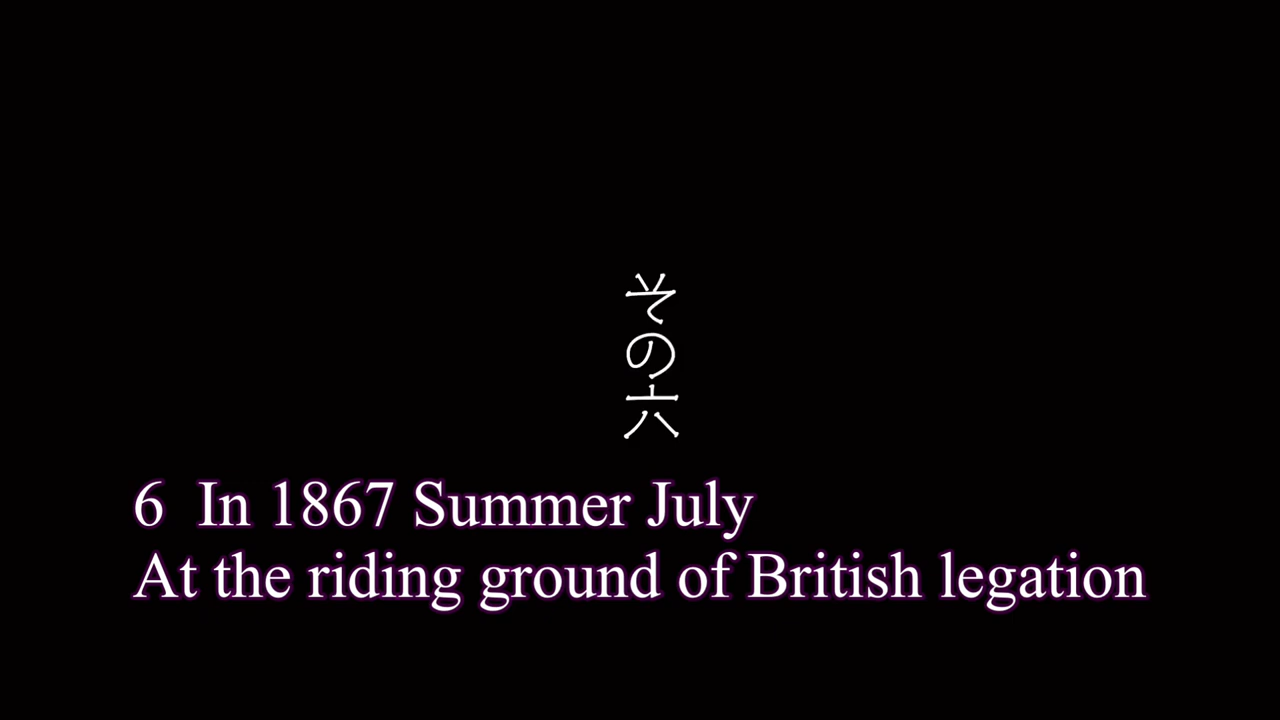 その六
6  In 1867 Summer July
At the riding ground of British legation